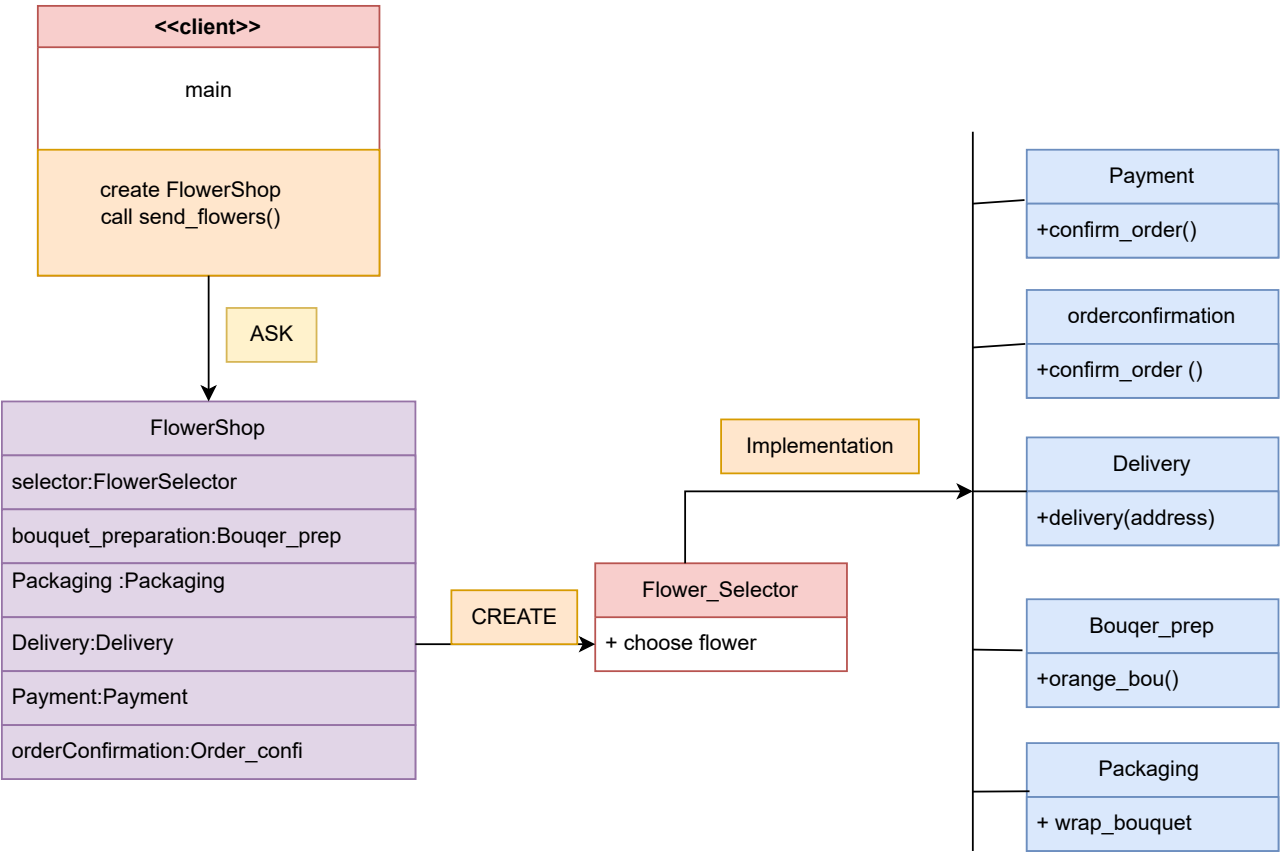 <<client>>
main
create FlowerShop
call send_flowers()
ASK
FlowerShop
selector:FlowerSelector
bouquet_preparation:Bouqer_prep
Packaging :Packaging
Delivery:Delivery
Payment:Payment
orderConfirmation:Order_confi
CREATE
Flower_Selector
+ choose flower
Implementation
Payment
+confirm_order()
orderconfirmation
+confirm_order ()
Delivery
+delivery(address)
Bouqer_prep
+orange_bou()
Packaging
+ wrap_bouquet